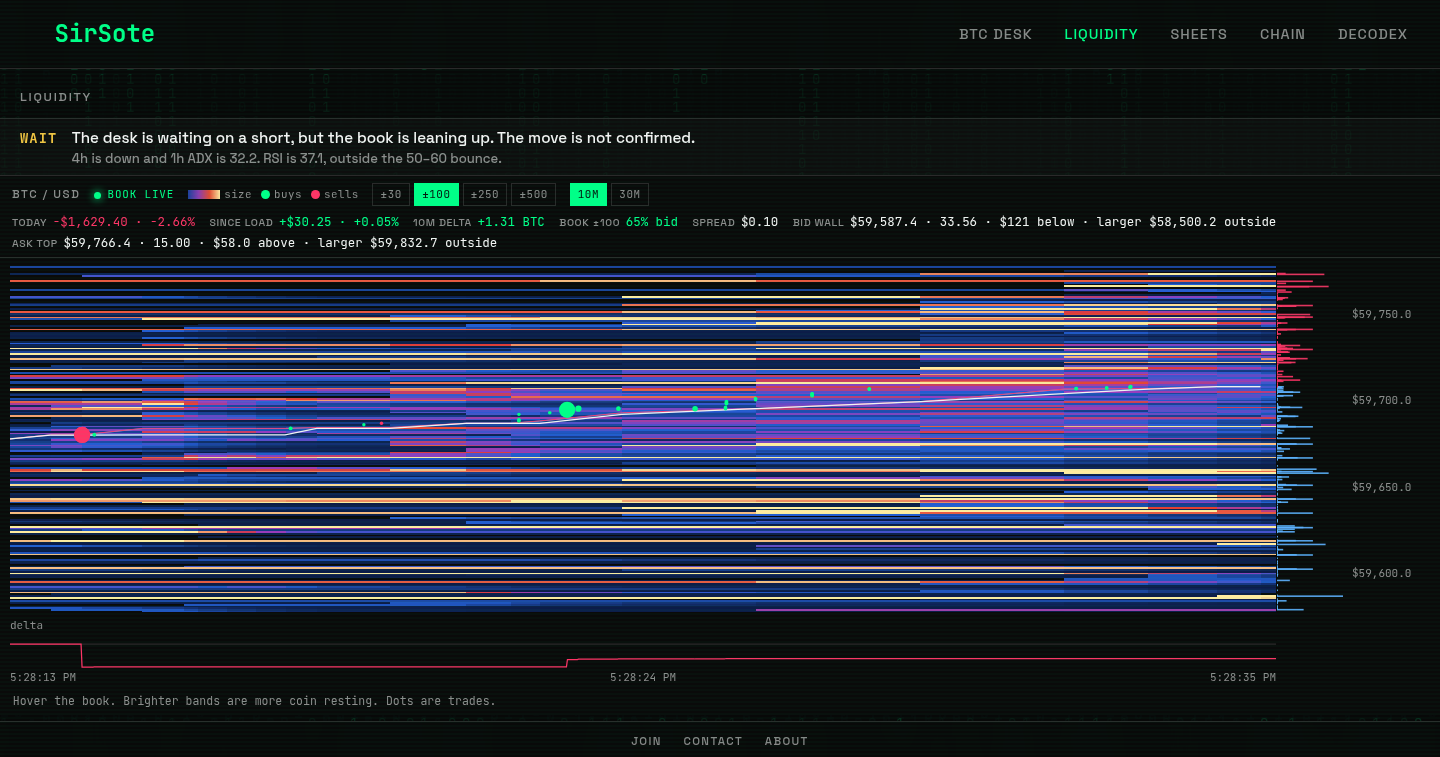 SirSote
BTC DESK LIQUIDITY SHEETS CHAIN DECODEX
LIQUIDITY
WAIT The desk is waiting on a short, but the book is leaning up. The move is not confirmed.
4h is down and 1h ADX is 32.2. RSI is 37.1, outside the 50–60 bounce.
BTC / USD BOOK LIVE size buys sells ±30 ±100 ±250 ±500 10M 30M
TODAY -$1,629.40 · -2.66% SINCE LOAD +$30.25 · +0.05% 10M DELTA +1.31 BTC BOOK ±100 65% bid SPREAD $0.10 BID WALL $59,587.4 · 33.56 · $121 below · larger $58,500.2 outside
ASK TOP $59,766.4 · 15.00 · $58.0 above · larger $59,832.7 outside
$59,750.0
$59,700.0
$59,650.0
$59,600.0
delta
5:28:13 PM 5:28:24 PM 5:28:35 PM
Hover the book. Brighter bands are more coin resting. Dots are trades.
JOIN CONTACT ABOUT